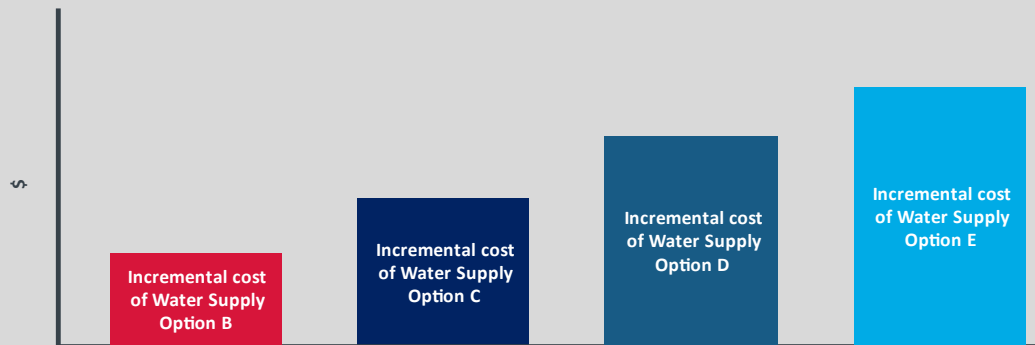 $
Incremental cost
of Water Supply
Option B
Incremental cost
of Water Supply
Option C
Incremental cost
of Water Supply
Option D
Incremental cost
of Water Supply
Option E